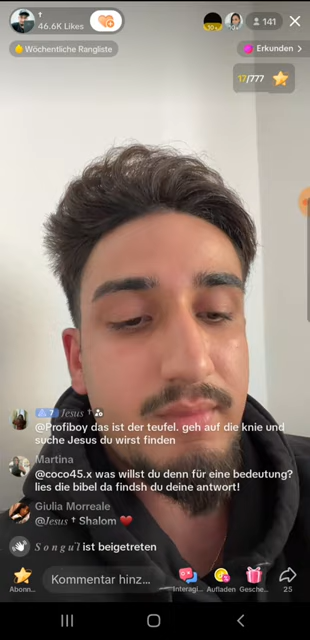 †
46.6K Likes
141
Wöchentliche Rangliste
Erkunden
17/777
7 Jesus †
@Profiboy das ist der teufel. geh auf die knie und
suche Jesus du wirst finden
Martina
@coco45.x was willst du denn für eine bedeutung?
lies die bibel da findsh du deine antwort!
Giulia Morreale
@Jesus † Shalom ❤️
ist beigetreten
Kommentar hinz...
Abonn...
Interagi...
Aufladen
Gesche...
25